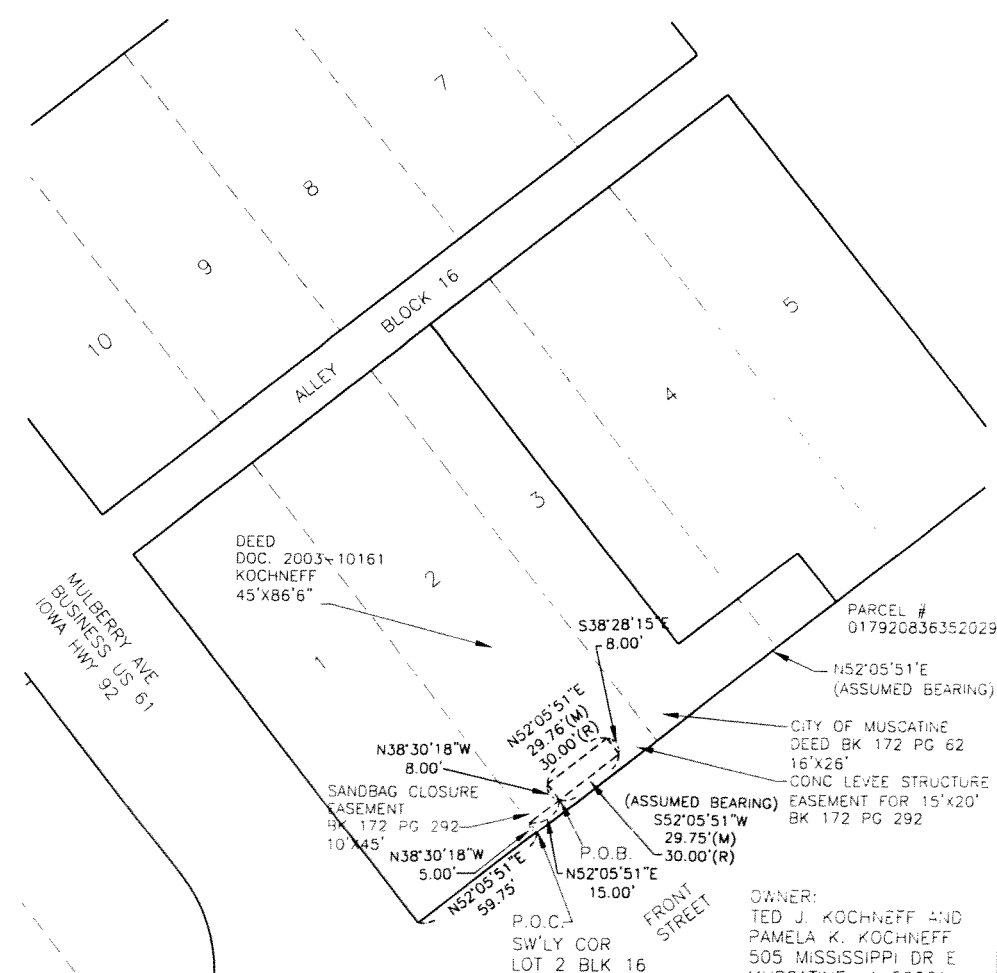 7
8
9
10
ALLEY
BLOCK 16
5
4
3
2
1
DEED
DOC. 2003-10161
KOCHNEFF
45'X86'6"
MULBERRY AVE
BUSINESS US 61
IOWA HWY 92
S38°28'15"E
8.00'
PARCEL #
017920836352029
N52°05'51"E
(ASSUMED BEARING)
N52°05'51"E
29.76'(M)
30.00'(R)
N38°30'18"W
8.00'
CITY OF MUSCATINE
DEED BK 172 PG 62
16'X26'
CONC LEVEE STRUCTURE
EASEMENT FOR 15'X20'
BK 172 PG 292
SANDBAG CLOSURE
EASEMENT
BK 172 PG 292
10'X45'
(ASSUMED BEARING)
S52°05'51"W
29.75'(M)
30.00'(R)
N38°30'18"W
5.00'
P.O.B.
N52°05'51"E
15.00'
N52°05'51"E
59.75'
FRONT
STREET
P.O.C.
SW'LY COR
LOT 2 BLK 16
OWNER:
TED J. KOCHNEFF AND
PAMELA K. KOCHNEFF
505 MISSISSIPPI DR E